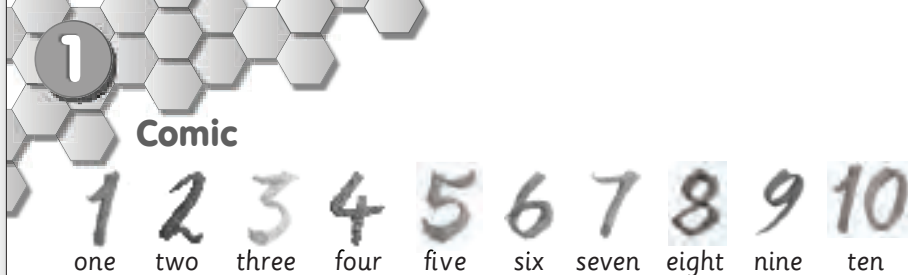 1
Comic
1 2 3 4 5 6 7 8 9 10
one two three four five six seven eight nine ten